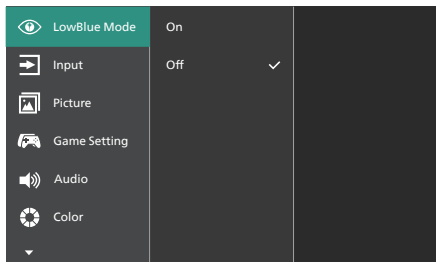 LowBlue Mode
On
Input
Off
Picture
Game Setting
Audio
Color